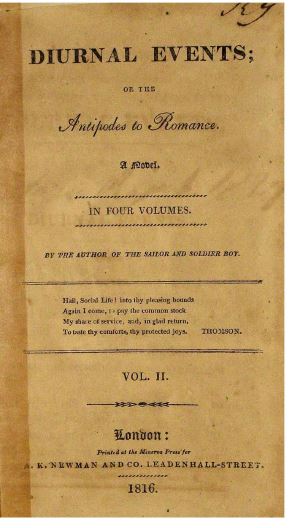 DIURNAL EVENTS;
OR THE
Antipodes to Romance.
A Novel.
IN FOUR VOLUMES.
BY THE AUTHOR OF THE SAILOR AND SOLDIER BOY.
Hail, Social Life! into thy pleasing bounds
Again I come, to pay the common stock
My share of service, and, in glad return,
To taste thy comforts, thy protected joys. THOMSON.
VOL. II.
London:
Printed at the Minerva Press for
A. K. NEWMAN AND CO. LEADENHALL-STREET.
1816.